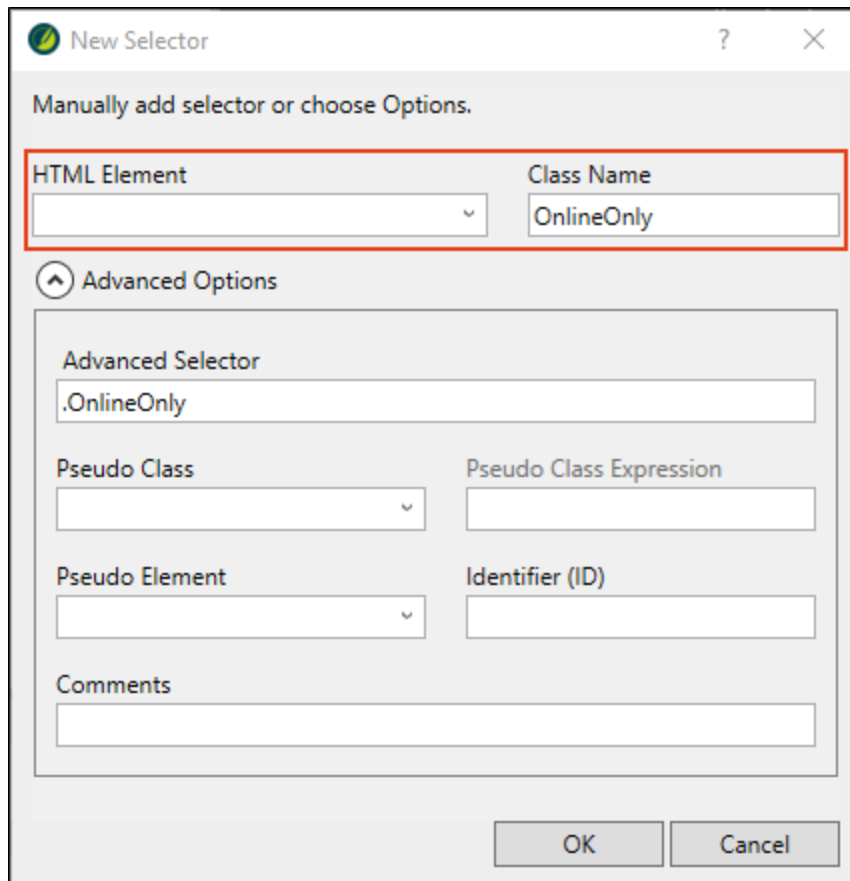 New Selector
?
Manually add selector or choose Options.
HTML Element Class Name
OnlineOnly
Advanced Options
Advanced Selector
.OnlineOnly
Pseudo Class Pseudo Class Expression
Pseudo Element Identifier (ID)
Comments
OK Cancel